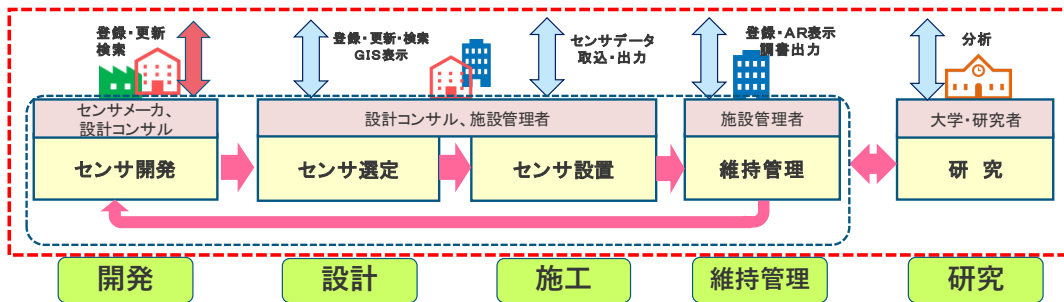 登録・更新
検索
登録・更新・検索
GIS表示
センサデータ
取込・出力
登録・AR表示
調書出力
分析
センサメーカ、
設計コンサル
設計コンサル、施設管理者
施設管理者
大学・研究者
センサ開発
センサ選定
センサ設置
維持管理
研 究
開発
設計
施工
維持管理
研究